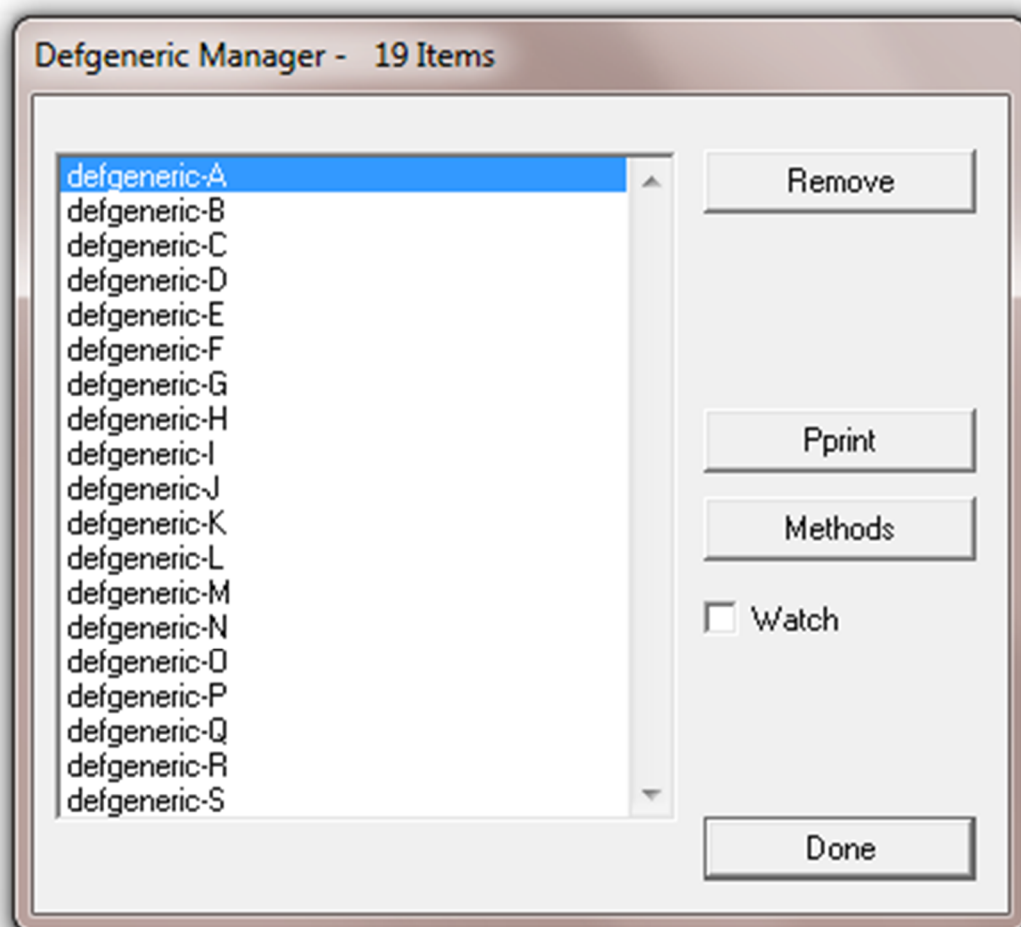 Defgeneric Manager -   19 Items
defgeneric-A
defgeneric-B
defgeneric-C
defgeneric-D
defgeneric-E
defgeneric-F
defgeneric-G
defgeneric-H
defgeneric-I
defgeneric-J
defgeneric-K
defgeneric-L
defgeneric-M
defgeneric-N
defgeneric-O
defgeneric-P
defgeneric-Q
defgeneric-R
defgeneric-S
Remove
Pprint
Methods
Watch
Done